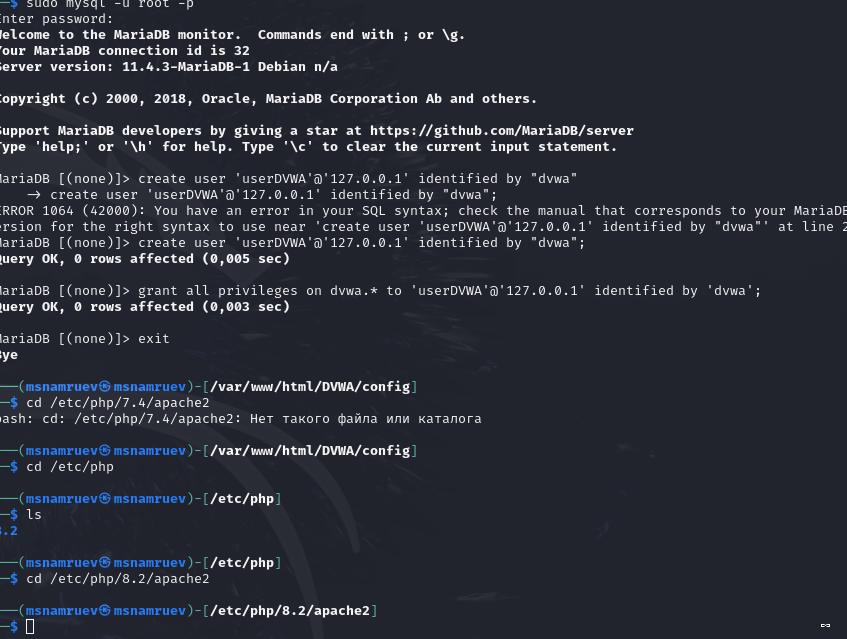 ─$ sudo mysql -u root -p
Enter password:
Welcome to the MariaDB monitor.  Commands end with ; or \g.
Your MariaDB connection id is 32
Server version: 11.4.3-MariaDB-1 Debian n/a
Copyright (c) 2000, 2018, Oracle, MariaDB Corporation Ab and others.
Support MariaDB developers by giving a star at https://github.com/MariaDB/server
Type 'help;' or '\h' for help. Type '\c' to clear the current input statement.
MariaDB [(none)]> create user 'userDVWA'@'127.0.0.1' identified by "dvwa"
    → create user 'userDVWA'@'127.0.0.1' identified by "dvwa";
ERROR 1064 (42000): You have an error in your SQL syntax; check the manual that corresponds to your MariaDB
version for the right syntax to use near 'create user 'userDVWA'@'127.0.0.1' identified by "dvwa"' at line 2
MariaDB [(none)]> create user 'userDVWA'@'127.0.0.1' identified by "dvwa";
Query OK, 0 rows affected (0,005 sec)
MariaDB [(none)]> grant all privileges on dvwa.* to 'userDVWA'@'127.0.0.1' identified by 'dvwa';
Query OK, 0 rows affected (0,003 sec)
MariaDB [(none)]> exit
Bye
──(msnamruev㉿msnamruev)-[/var/www/html/DVWA/config]
─$ cd /etc/php/7.4/apache2
bash: cd: /etc/php/7.4/apache2: Нет такого файла или каталога
──(msnamruev㉿msnamruev)-[/var/www/html/DVWA/config]
─$ cd /etc/php
──(msnamruev㉿msnamruev)-[/etc/php]
─$ ls
8.2
──(msnamruev㉿msnamruev)-[/etc/php]
─$ cd /etc/php/8.2/apache2
──(msnamruev㉿msnamruev)-[/etc/php/8.2/apache2]
─$